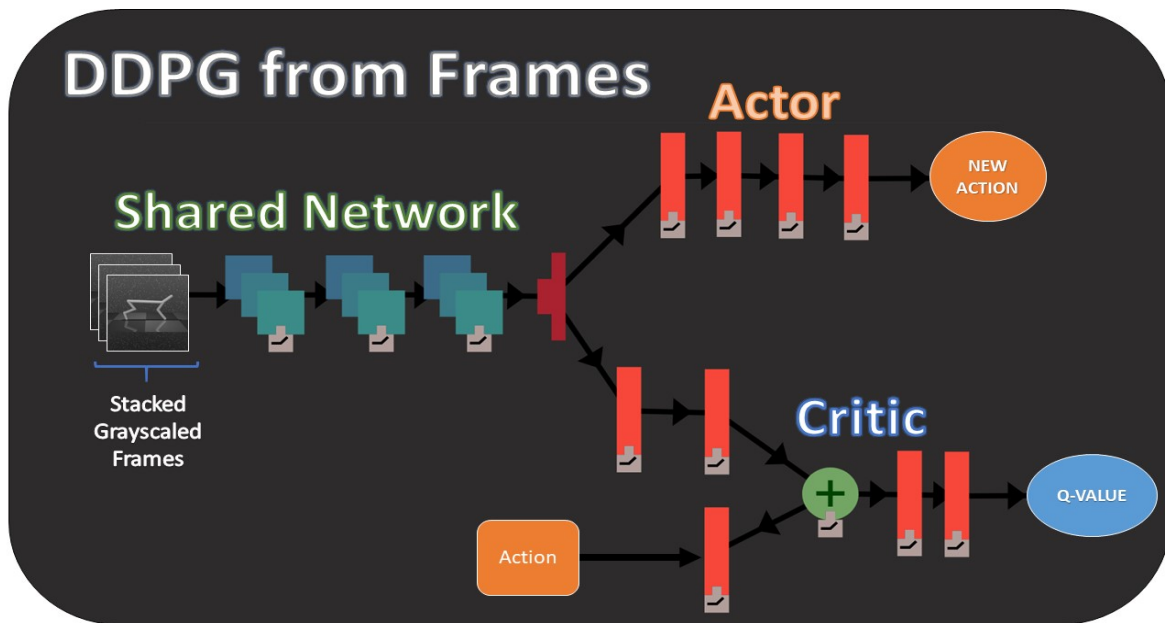 DDPG from Frames
Actor
NEW
ACTION
Shared Network
Stacked
Grayscaled
Frames
Critic
Q-VALUE
Action